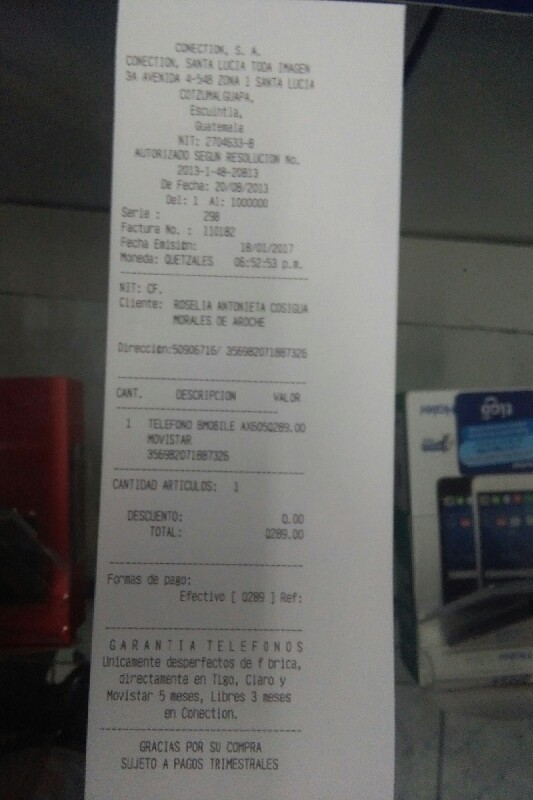 CONECTION, S. A.
CONECTION, SANTA LUCIA TODA IMAGEN
3A AVENIDA 4-548 ZONA 1 SANTA LUCIA
COTZUMALGUAPA,
Escuintla,
Guatemala
NIT: 2704633-8
AUTORIZADO SEGUN RESOLUCION No.
2013-1-48-20813
De Fecha: 20/08/2013
Del: 1 Al: 1000000
Serie : 298
Factura No. : 110182
Fecha Emisión: 18/01/2017
Moneda: QUETZALES 06:52:53 p.m.
NIT: CF.
Cliente: ROSELIA ANTONIETA COSIGUA
MORALES DE AROCHE
Dirección:50906716/ 356982071887326
CANT. DESCRIPCION VALOR
1 TELEFONO BMOBILE AX605Q289.00
MOVISTAR
356982071887326
CANTIDAD ARTICULOS: 1
DESCUENTO: 0.00
TOTAL: Q289.00
Formas de pago:
Efectivo [ Q289 ] Ref:
GARANTIA TELEFONOS
Unicamente desperfectos de f brica,
directamente en Tigo, Claro y
Movistar 5 meses, Libres 3 meses
en Conection.
GRACIAS POR SU COMPRA
SUJETO A PAGOS TRIMESTRALES
tigo